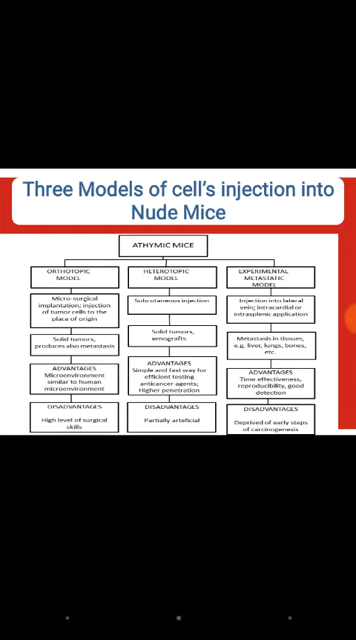 Three Models of cell's injection into
Nude Mice
ATHYMIC MICE
ORTHOTOPIC
MODEL
Micro-surgical
implantation; injection
of tumor cells to the
place of origin
Solid tumors,
produces also metastasis
ADVANTAGES
Microenvironment
similar to human
microenvironment
DISADVANTAGES
High level of surgical
skills
HETEROTOPIC
MODEL
Subcutaneous injection
Solid tumors,
xenografts
ADVANTAGES
Simple and fast way for
efficient testing
anticancer agents;
Higher penetration
DISADVANTAGES
Partially arteficial
EXPERIMENTAL
METASTATIC
MODEL
Injection into lateral
vein; intracardial or
intrasplenic application
Metastasis in tissues,
e.g. liver, lungs, bones,
etc.
ADVANTAGES
Time effectiveness,
reproducibility, good
detection
DISADVANTAGES
Deprived of early steps
of carcinogenesis